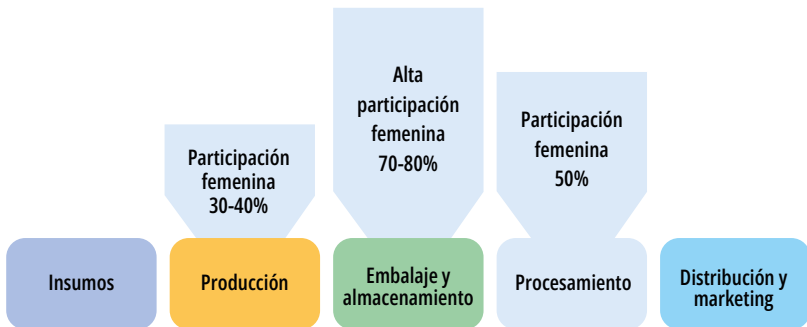 Alta
participación
femenina
70-80%
Participación
femenina
50%
Participación
femenina
30-40%
Insumos
Producción
Embalaje y
almacenamiento
Procesamiento
Distribución y
marketing